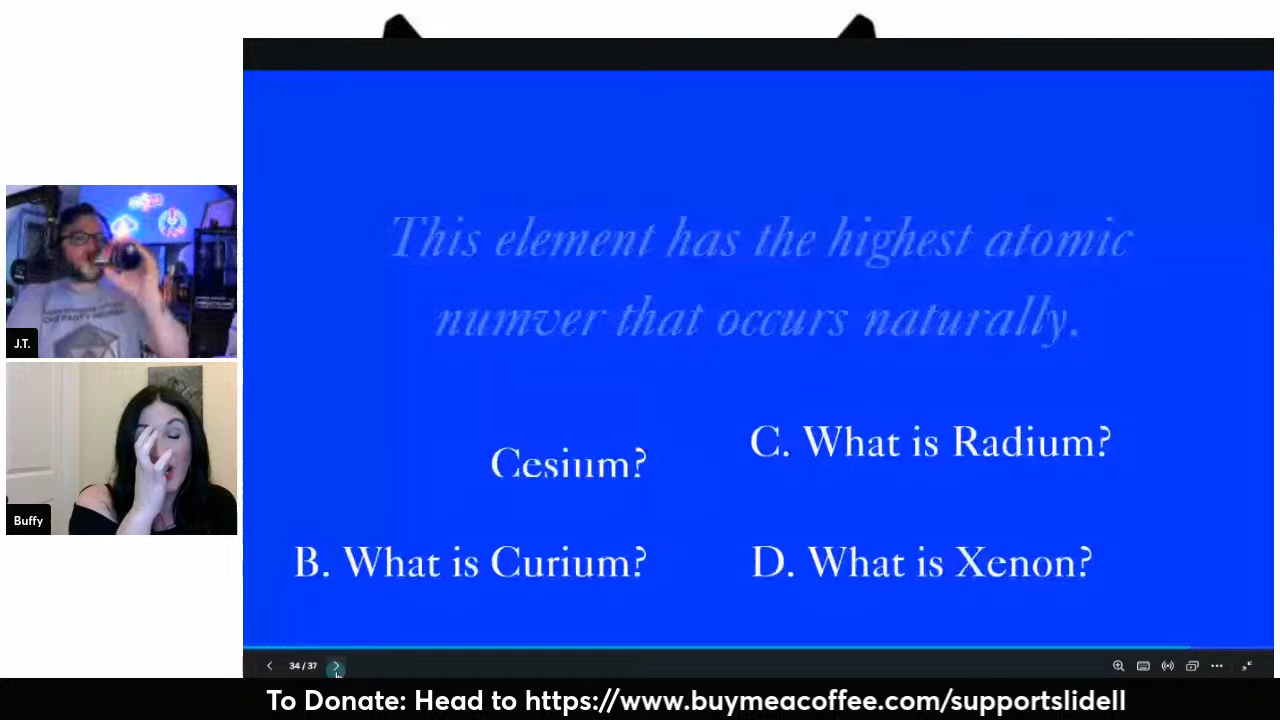 This element has the highest atomic
numver that occurs naturally.
Cesium?
C. What is Radium?
B. What is Curium?
D. What is Xenon?
J.T.
Buffy
34 / 37
To Donate: Head to https://www.buymeacoffee.com/supportslidell